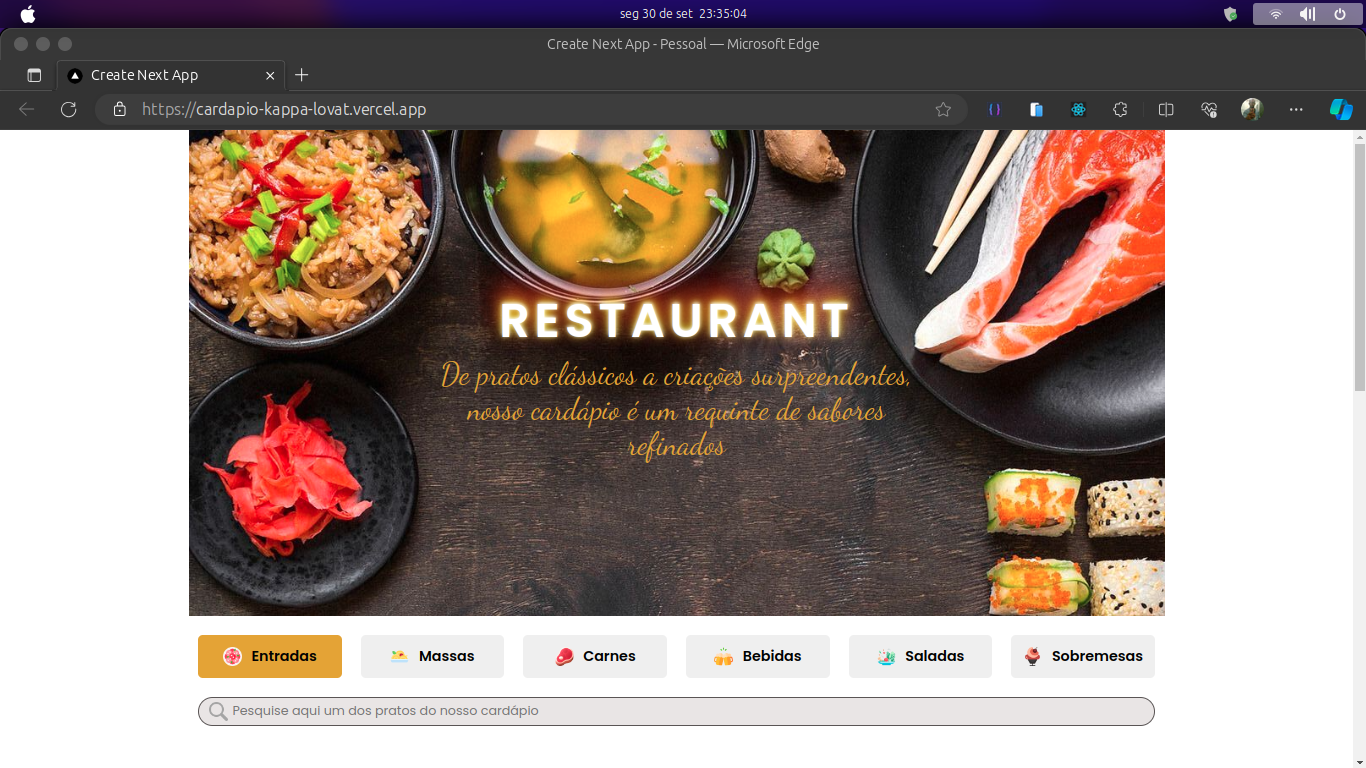 seg 30 de set 23:35:04
Create Next App - Pessoal — Microsoft Edge
Create Next App
https://cardapio-kappa-lovat.vercel.app
RESTAURANT
De pratos clássicos a criações surpreendentes,
nosso cardápio é um requinte de sabores
refinados
Entradas Massas Carnes Bebidas Saladas Sobremesas
Pesquise aqui um dos pratos do nosso cardápio